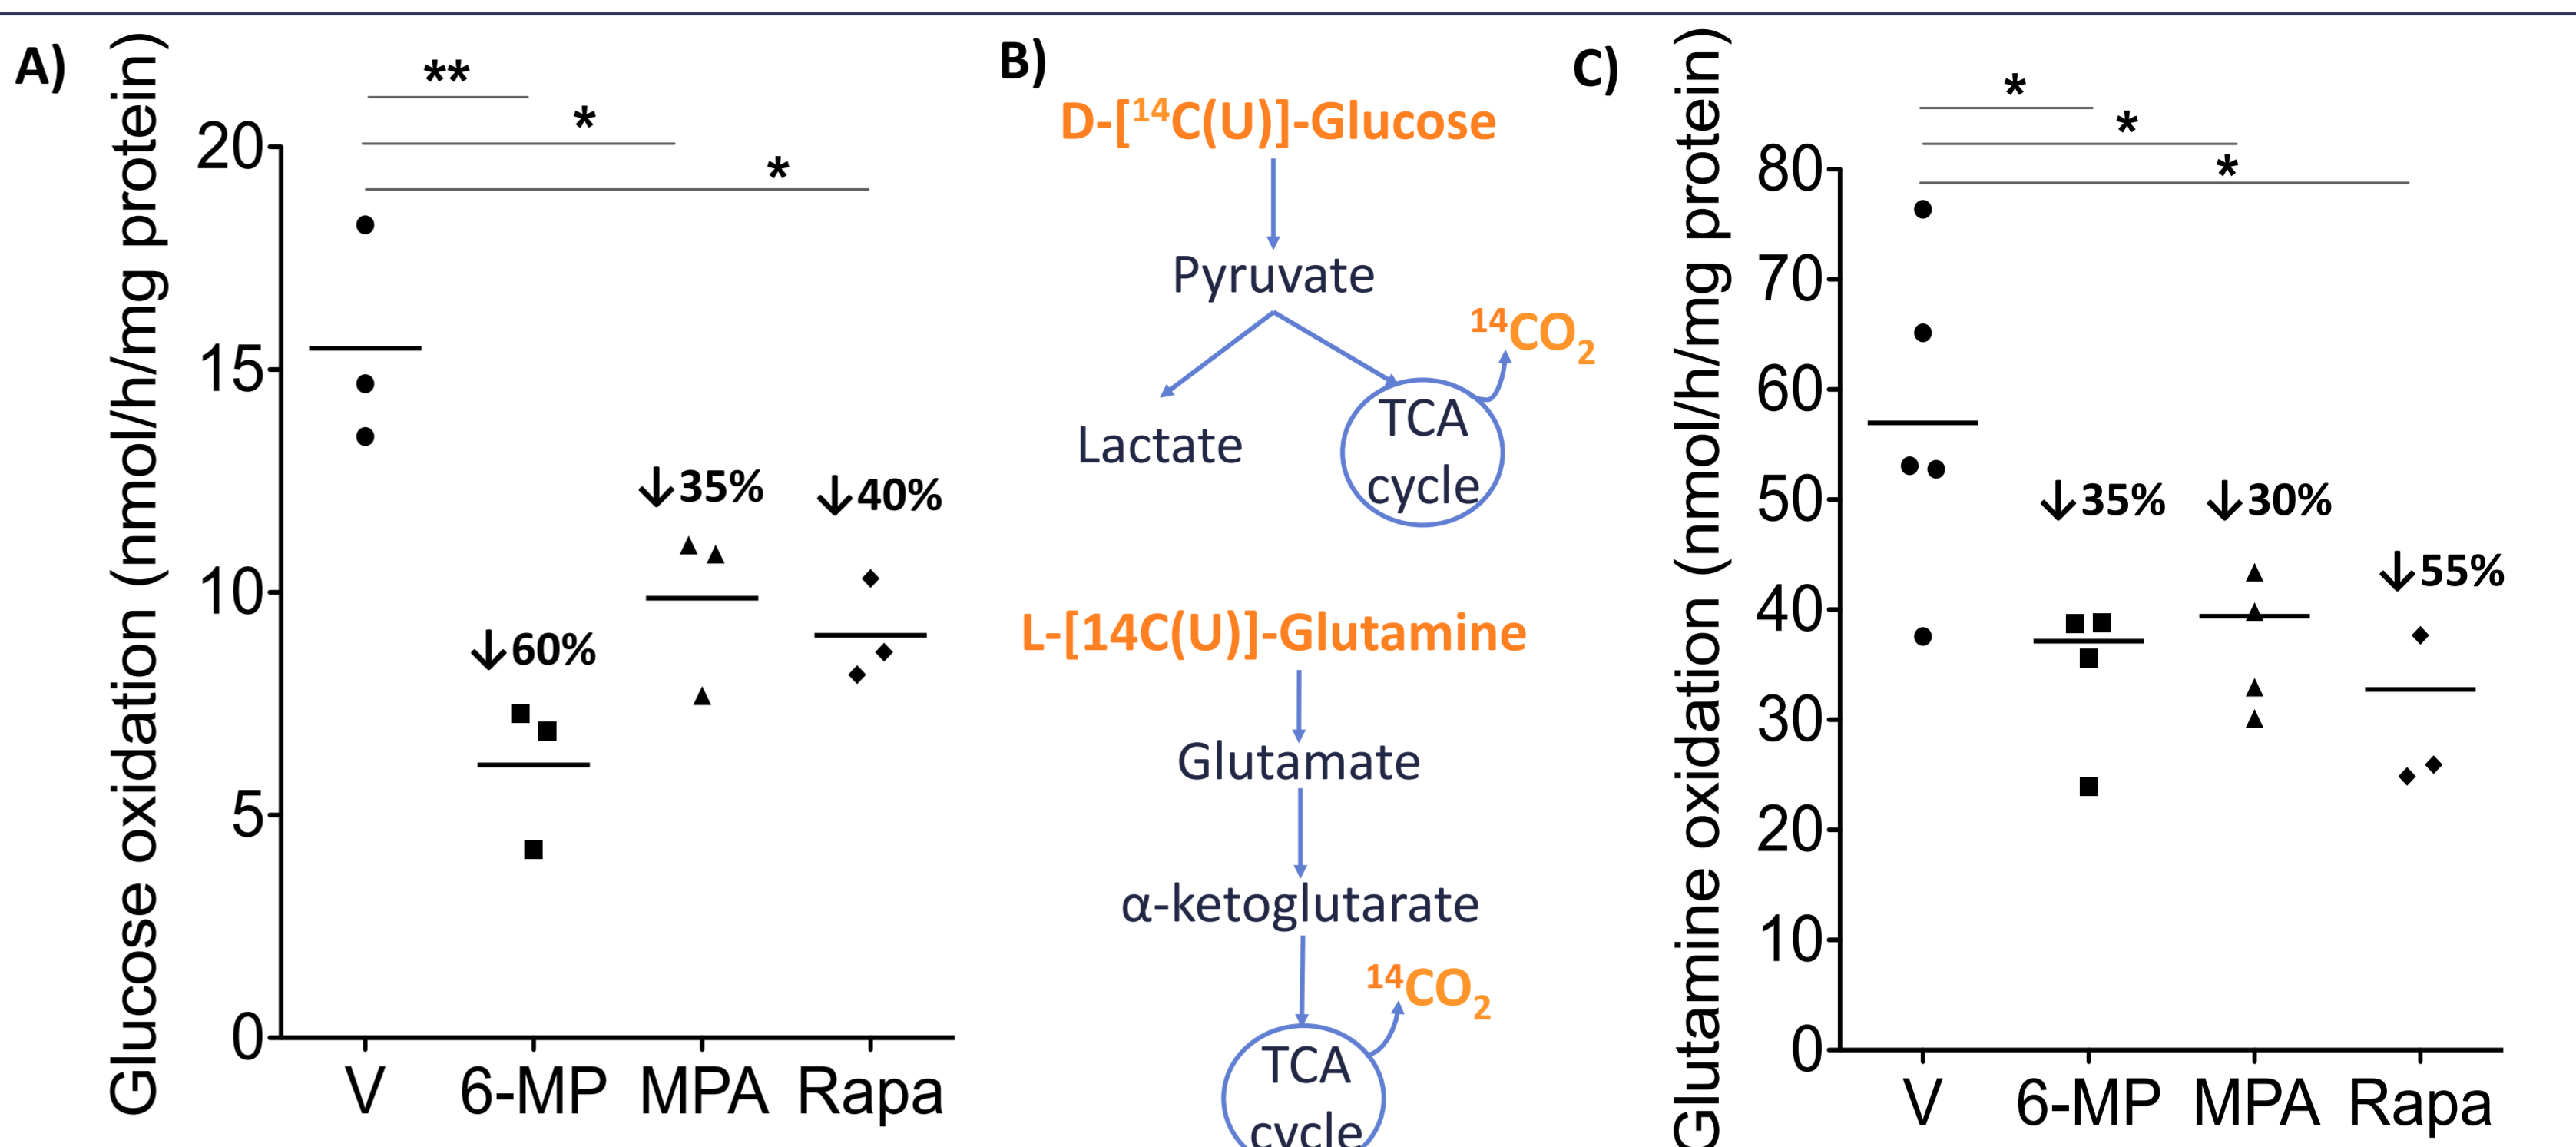 A)
Glucose oxidation (nmol/h/mg protein)
**
*
*
20
15
10
5
0
↓60%
↓35%
↓40%
V 6-MP MPA Rapa
B)
D-[¹⁴C(U)]-Glucose
Pyruvate
Lactate
¹⁴CO₂
TCA
cycle
L-[14C(U)]-Glutamine
Glutamate
α-ketoglutarate
¹⁴CO₂
TCA
cycle
C)
Glutamine oxidation (nmol/h/mg protein)
*
*
*
80
70
60
50
40
30
20
10
0
↓35%
↓30%
↓55%
V 6-MP MPA Rapa